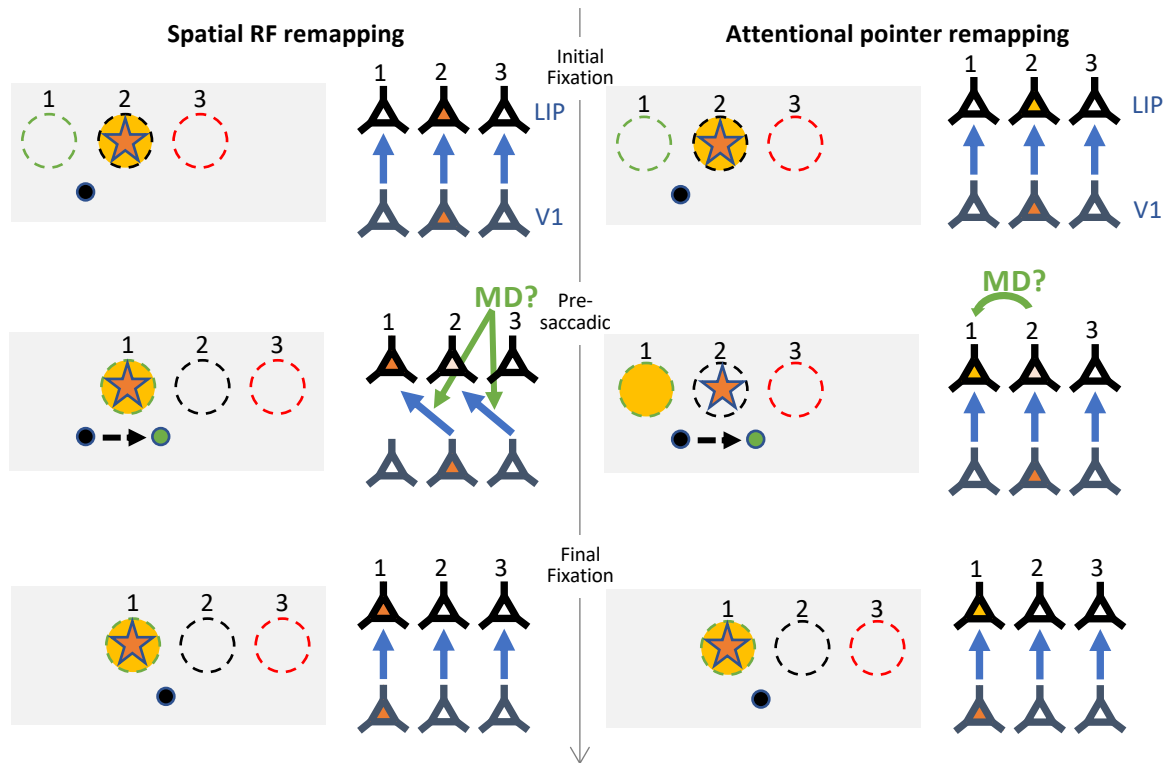 Spatial RF remapping
Attentional pointer remapping
Initial
Fixation
1 2 3
1 2 3
LIP
V1
1 2 3
1 2 3
LIP
V1
MD?
Pre-
saccadic
MD?
1 2 3
1 2 3
1 2 3
1 2 3
Final
Fixation
1 2 3
1 2 3
1 2 3
1 2 3